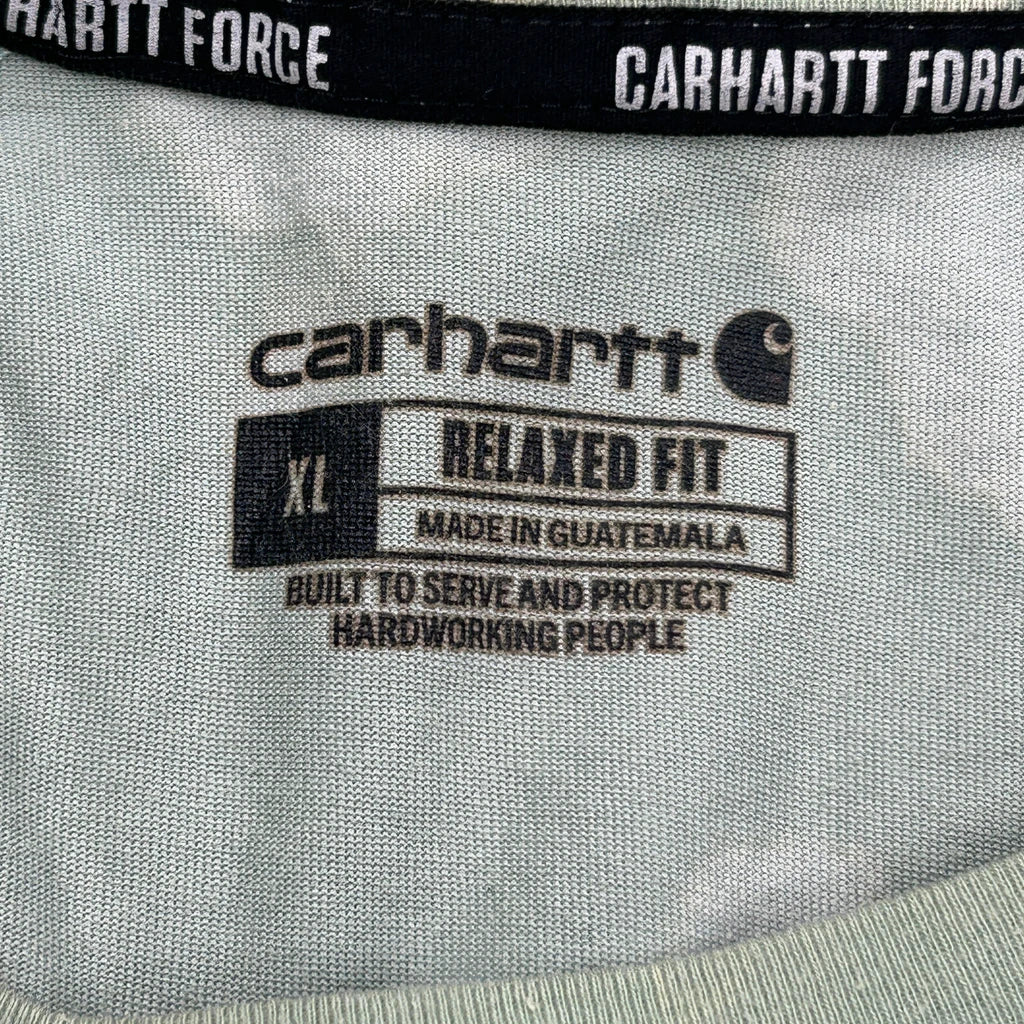 HARTT FORCE
CARHARTT FORC
carhartt
XL
RELAXED FIT
MADE IN GUATEMALA
BUILT TO SERVE AND PROTECT
HARDWORKING PEOPLE